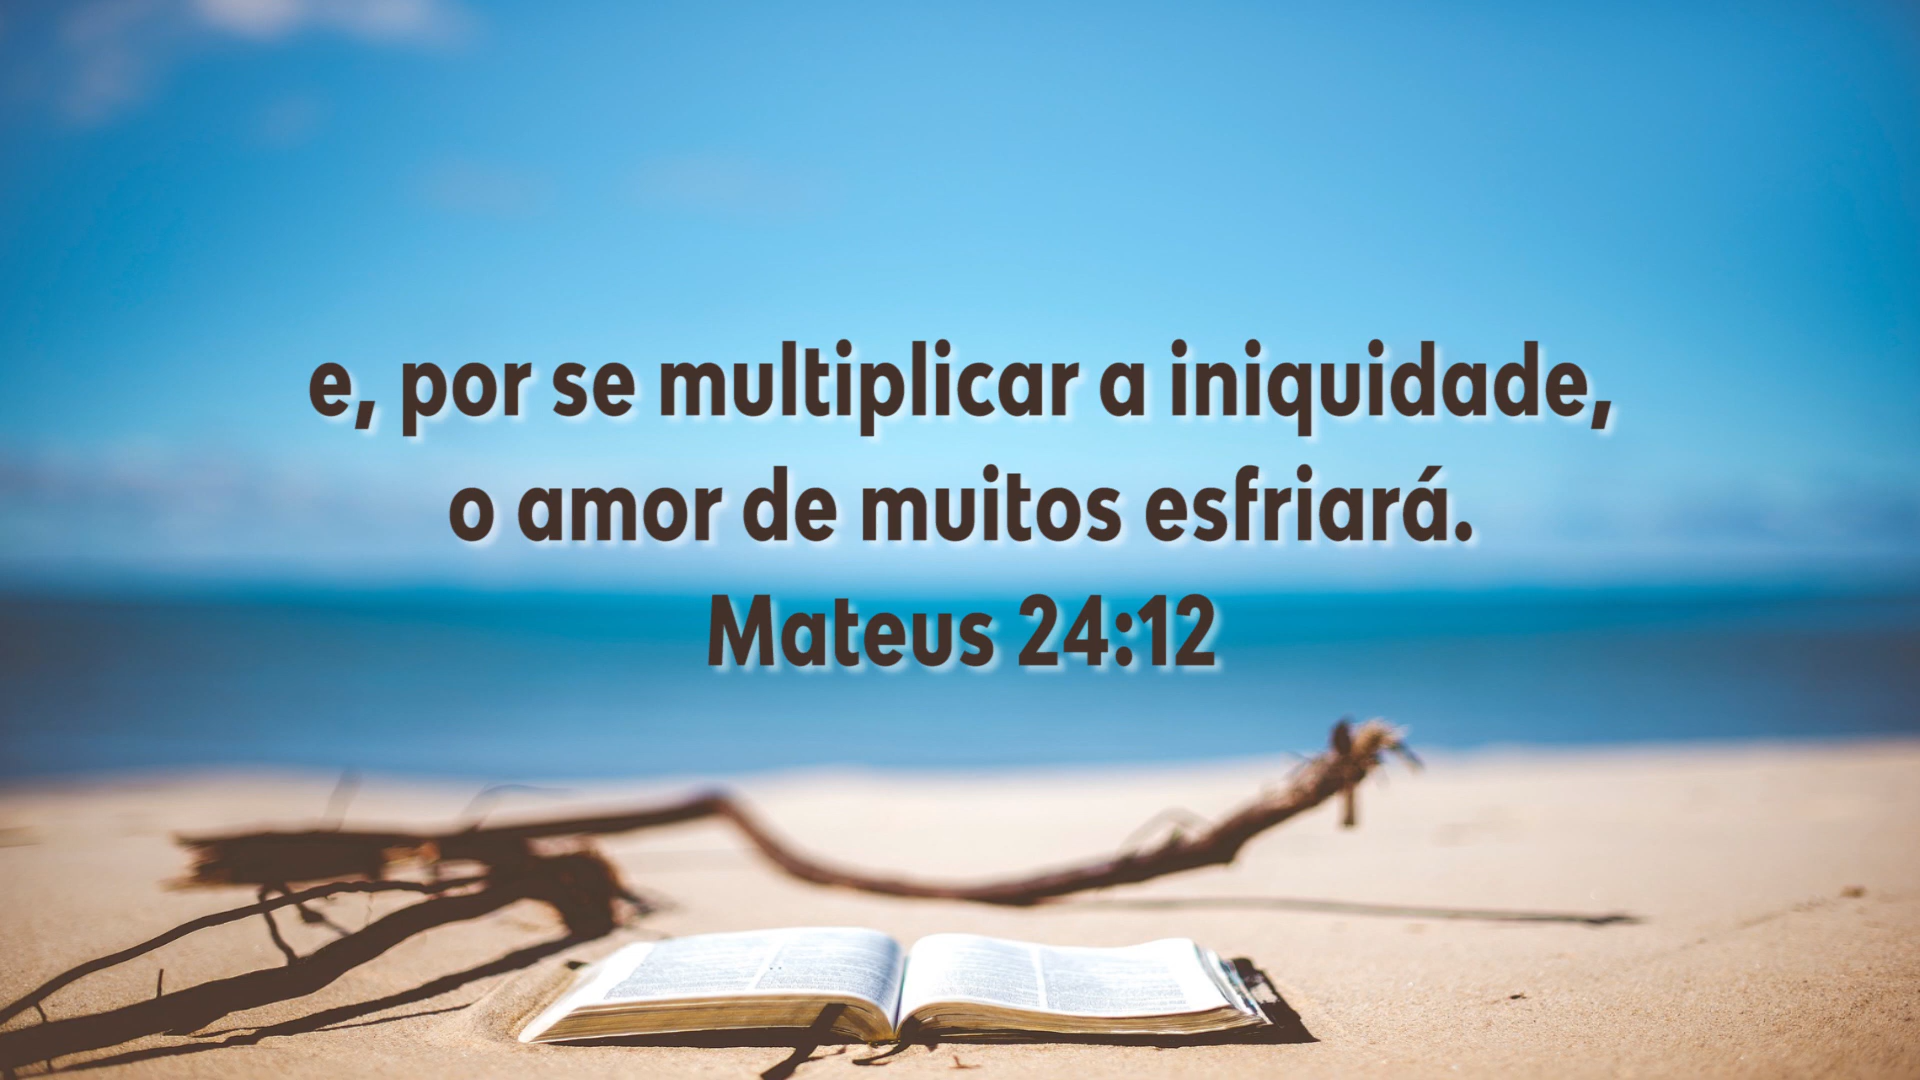 e, por se multiplicar a iniquidade,
o amor de muitos esfriará.
Mateus 24:12